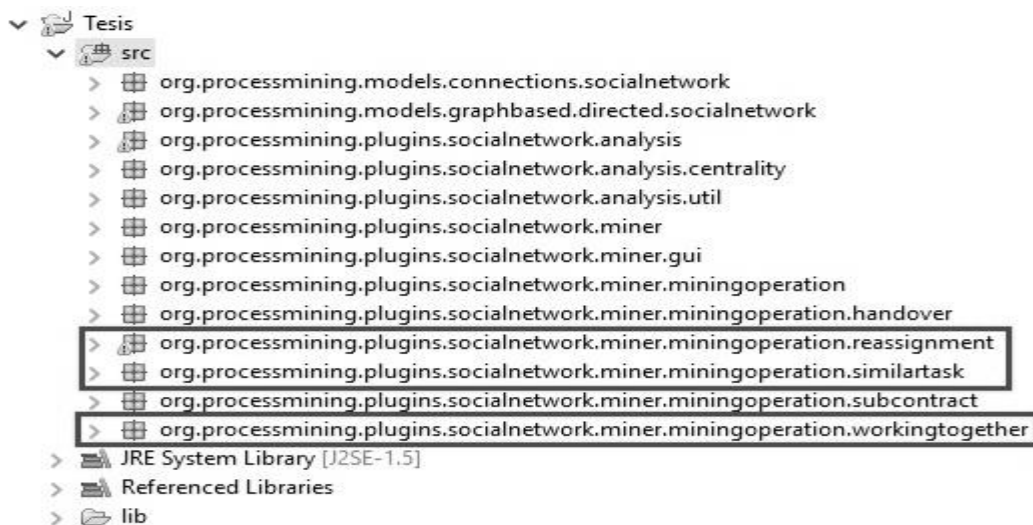 Tesis
src
org.processmining.models.connections.socialnetwork
org.processmining.models.graphbased.directed.socialnetwork
org.processmining.plugins.socialnetwork.analysis
org.processmining.plugins.socialnetwork.analysis.centrality
org.processmining.plugins.socialnetwork.analysis.util
org.processmining.plugins.socialnetwork.miner
org.processmining.plugins.socialnetwork.miner.gui
org.processmining.plugins.socialnetwork.miner.miningoperation
org.processmining.plugins.socialnetwork.miner.miningoperation.handover
org.processmining.plugins.socialnetwork.miner.miningoperation.reassignment
org.processmining.plugins.socialnetwork.miner.miningoperation.similartask
org.processmining.plugins.socialnetwork.miner.miningoperation.subcontract
org.processmining.plugins.socialnetwork.miner.miningoperation.workingtogether
JRE System Library [J2SE-1.5]
Referenced Libraries
lib